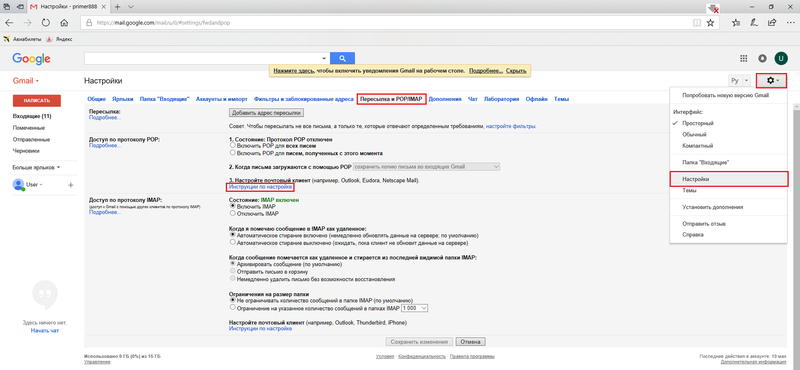 Настройки - primer888
https://mail.google.com/mail/u/0/#settings/fwdandpop
Авиабилеты Яндекс
Google
U
Нажмите здесь, чтобы включить уведомления Gmail на рабочем столе. Подробнее... Скрыть
Gmail
Настройки
Ру
НАПИСАТЬ
Входящие (11)
Помеченные
Отправленные
Черновики
Больше ярлыков
User
Здесь ничего нет.
Начать чат
Общие Ярлыки Папка "Входящие" Аккаунты и импорт Фильтры и заблокированные адреса Пересылка и POP/IMAP Дополнения Чат Лаборатория Офлайн Темы
Пересылка:
Подробнее...
Добавить адрес пересылки
Совет. Чтобы пересылать не все письма, а только те, которые отвечают определенным требованиям, настройте фильтры.
Доступ по протоколу POP:
Подробнее...
1. Состояние: Протокол POP отключен
Включить POP для всех писем
Включить POP для писем, полученных с этого момента
2. Когда письма загружаются с помощью POP сохранить копию письма во входящих Gmail
3. Настройте почтовый клиент (например, Outlook, Eudora, Netscape Mail).
Инструкции по настройке
Доступ по протоколу IMAP:
(доступ к Gmail с помощью других клиентов по протоколу IMAP)
Подробнее...
Состояние: IMAP включен
Включить IMAP
Отключить IMAP
Когда я помечаю сообщение в IMAP как удаленное:
Автоматическое стирание включено (немедленно обновлять данные на сервере; по умолчанию)
Автоматическое стирание выключено (ожидать, пока клиент не обновит данные на сервере)
Когда сообщение помечается как удаленное и стирается из последней видимой папки IMAP:
Архивировать сообщение (по умолчанию)
Отправить письмо в корзину
Немедленно удалить письмо без возможности восстановления
Ограничения на размер папки
Не ограничивать количество сообщений в папке IMAP (по умолчанию)
Ограничение на указанное количество сообщений в папках IMAP 1 000
Настройте почтовый клиент (например, Outlook, Thunderbird, iPhone)
Инструкции по настройке
Сохранить изменения Отмена
Попробовать новую версию Gmail
Интерфейс:
Просторный
Обычный
Компактный
Папка "Входящие"
Настройки
Темы
Установить дополнения
Отправить отзыв
Справка
Использовано 0 ГБ (0%) из 15 ГБ
Управление
Условия Конфиденциальность Правила программы
Последние действия в аккаунте: 19 мая
Дополнительная информация